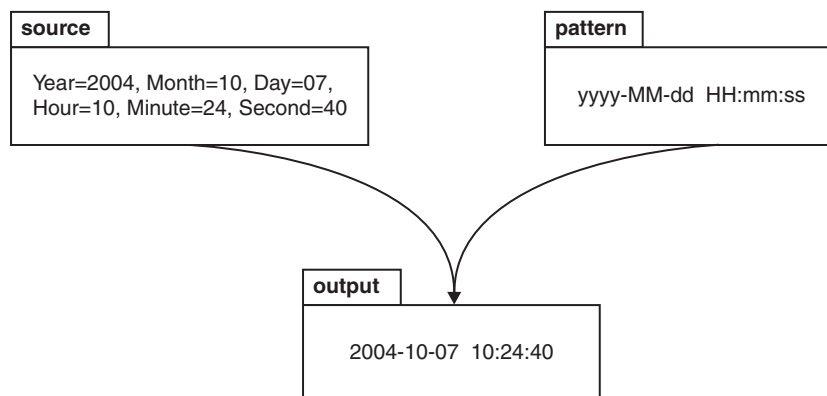 source
Year=2004, Month=10, Day=07,
Hour=10, Minute=24, Second=40
pattern
yyyy-MM-dd  HH:mm:ss
output
2004-10-07  10:24:40